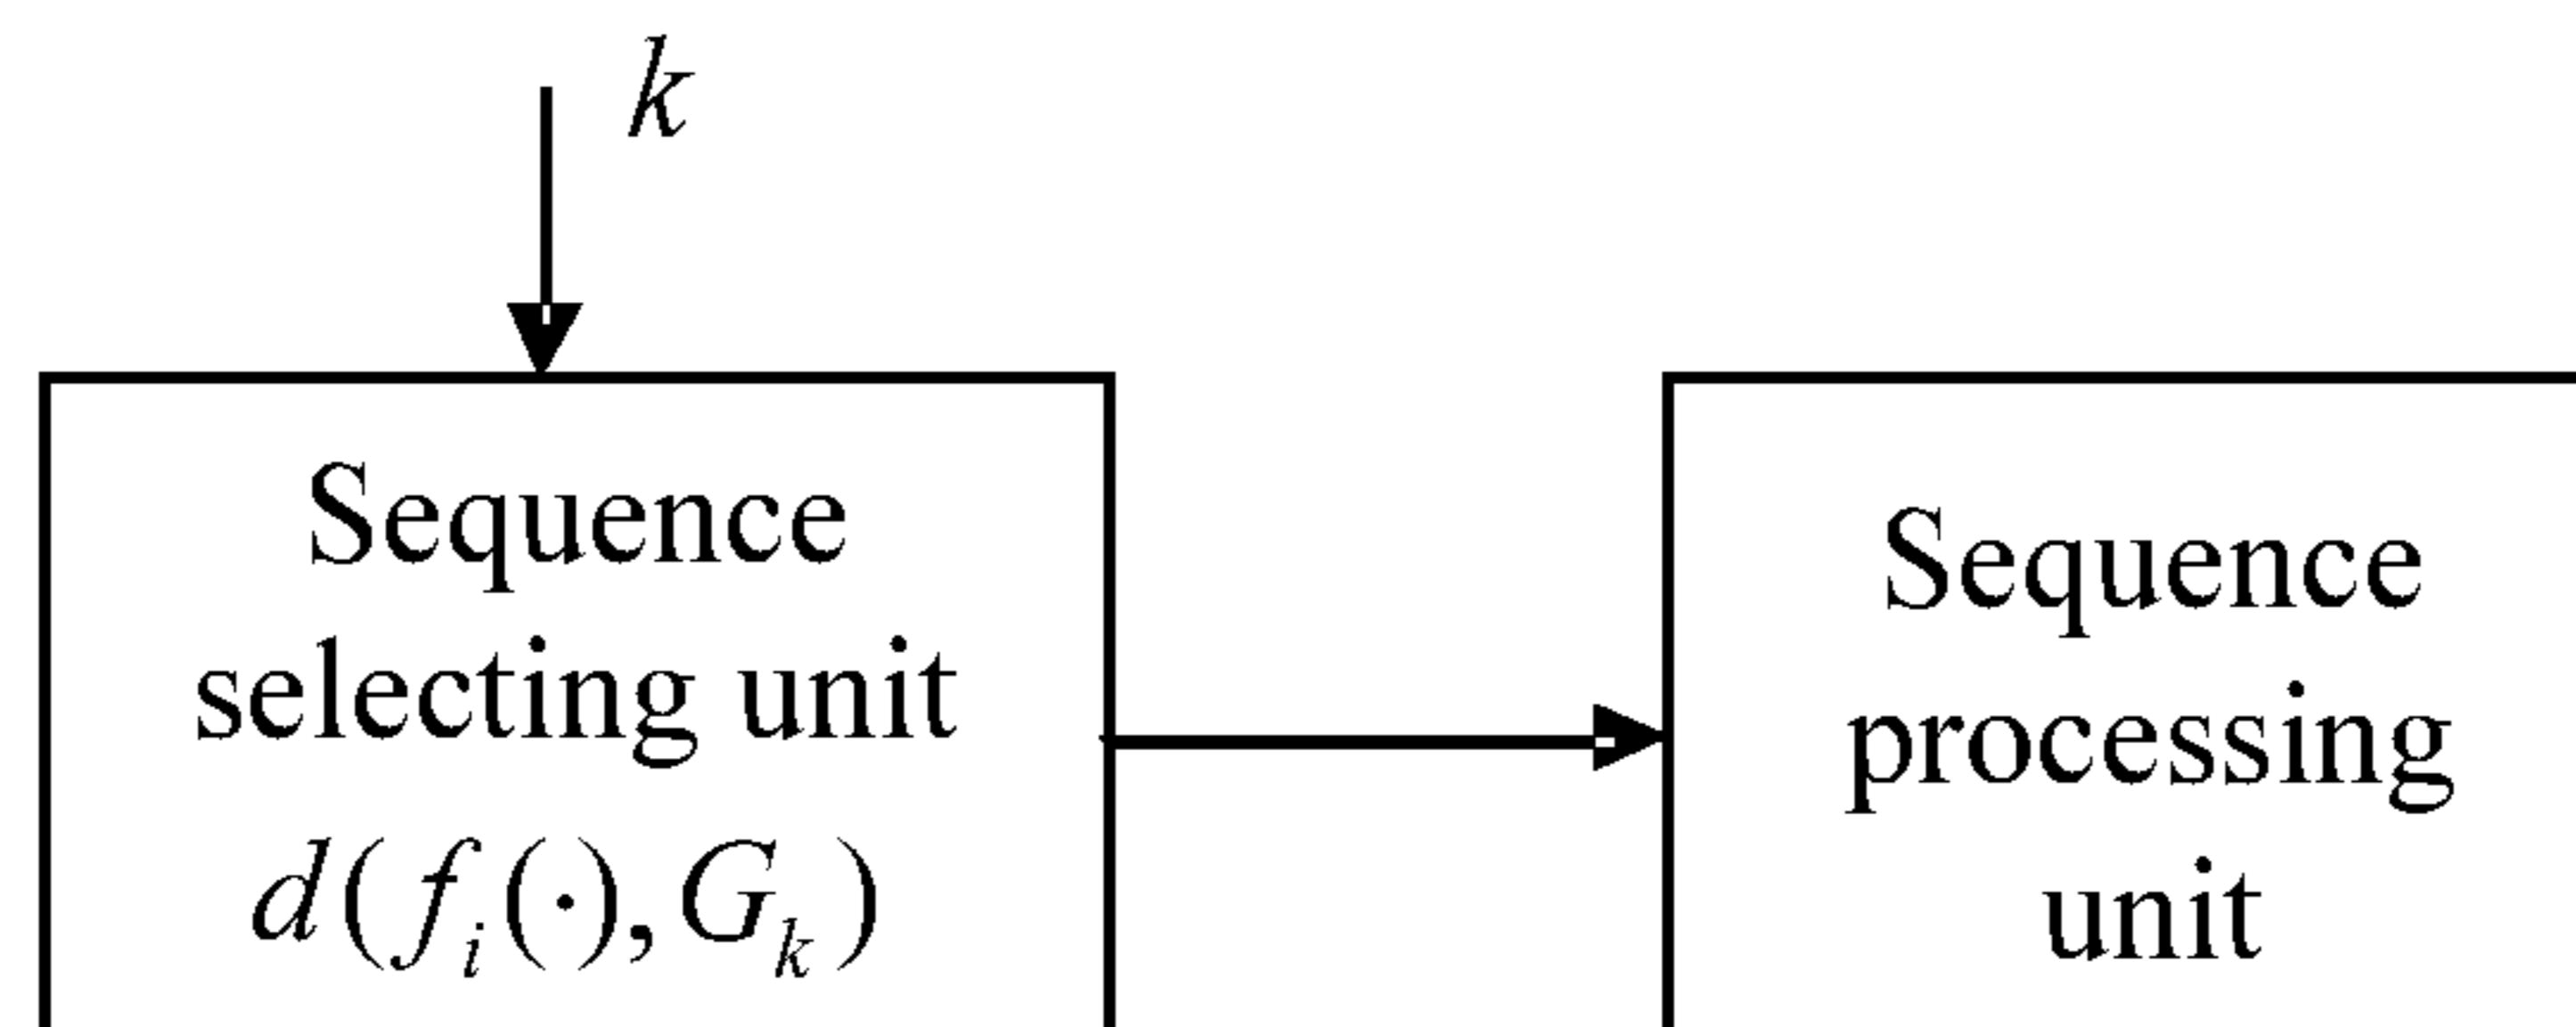 k
Sequence
selecting unit
d(f_i(·), G_k)
Sequence
processing
unit